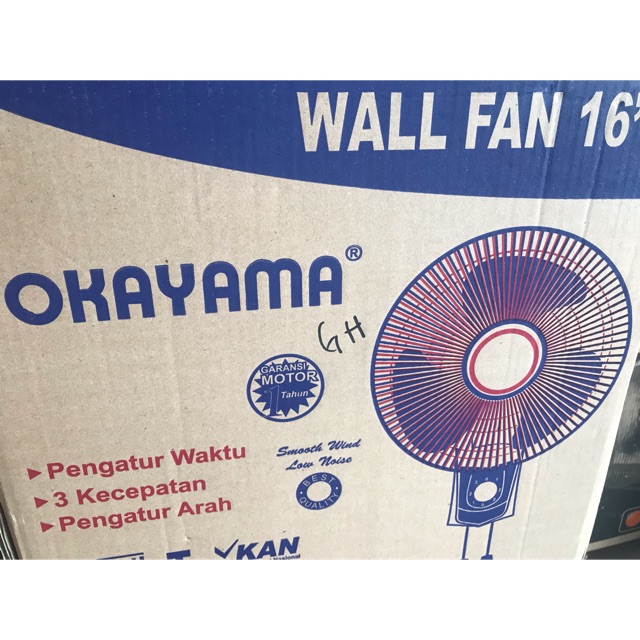 WALL FAN 16"
OKAYAMA®
GH
GARANSI
MOTOR
1 Tahun
▸ Pengatur Waktu
▸ 3 Kecepatan
▸ Pengatur Arah
Smooth Wind
Low Noise
BEST
QUALITY
KAN